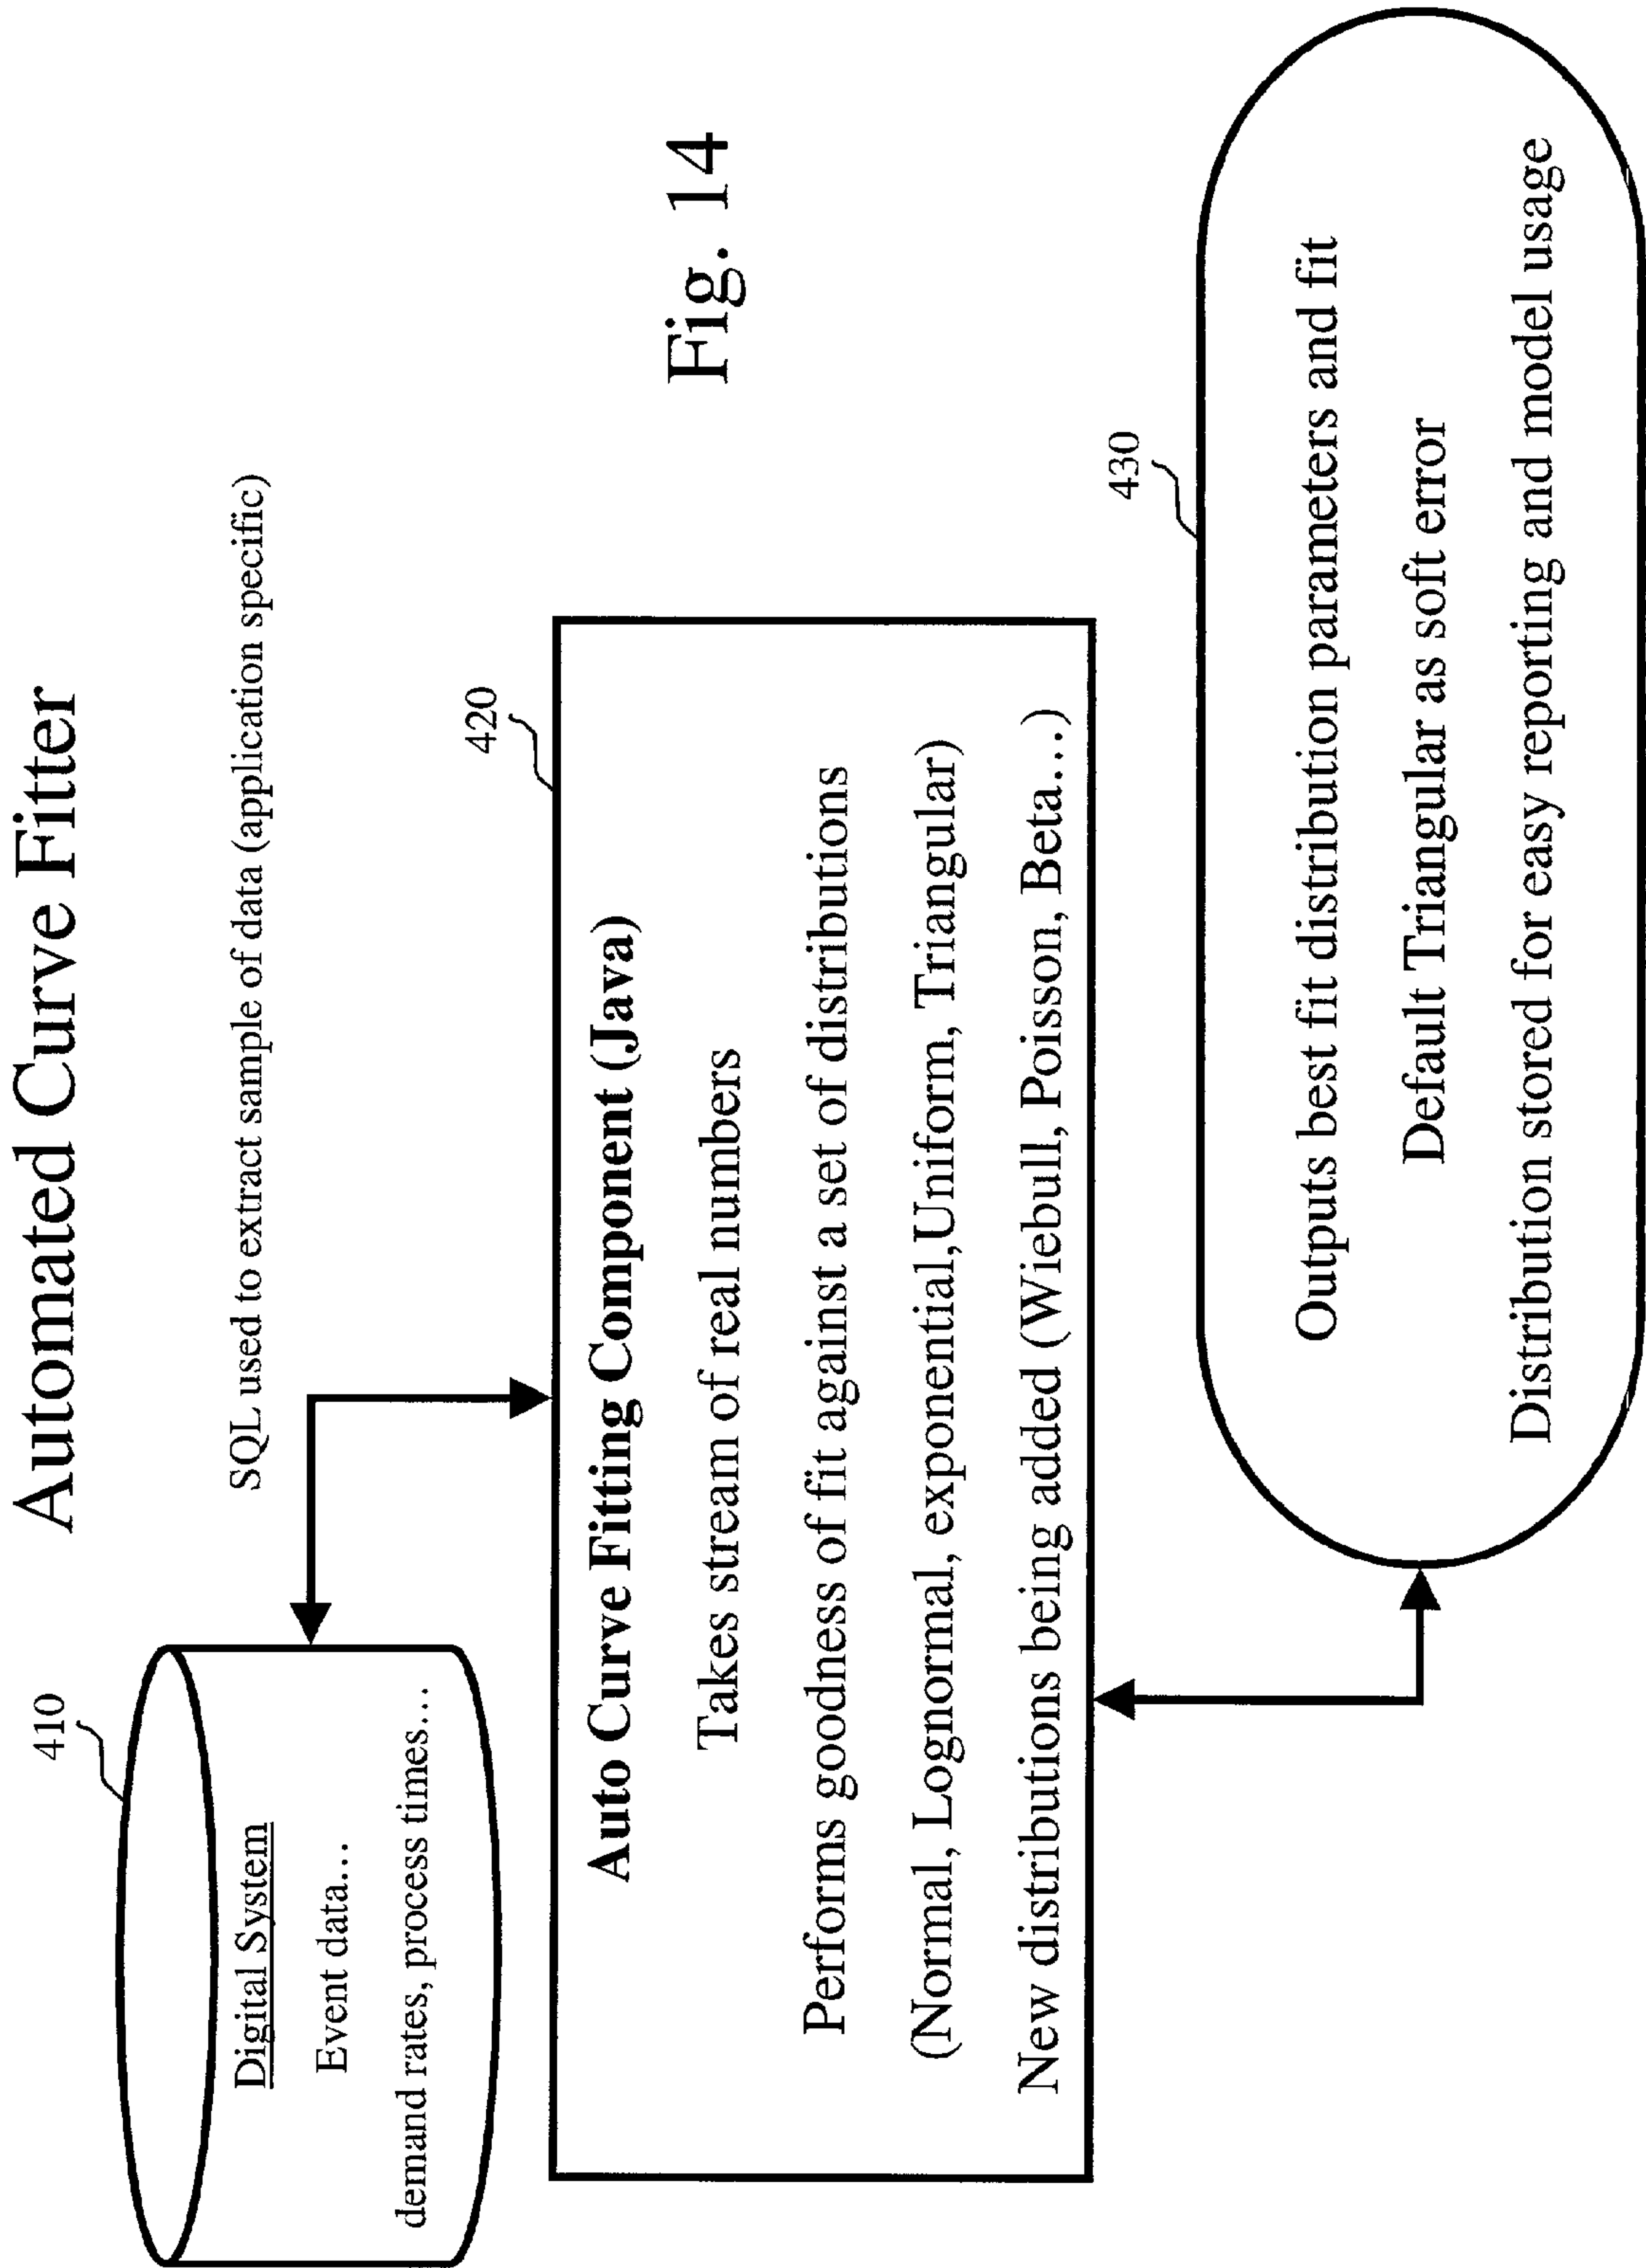 Automated Curve Fitter
410
Digital System
Event data...
demand rates, process times...
SQL used to extract sample of data (application specific)
420
Auto Curve Fitting Component (Java)
Takes stream of real numbers
Performs goodness of fit against a set of distributions
(Normal, Lognormal, exponential,Uniform, Triangular)
New distributions being added (Wiebull, Poisson, Beta...)
Fig. 14
430
Outputs best fit distribution parameters and fit
Default Triangular as soft error
Distribution stored for easy reporting and model usage